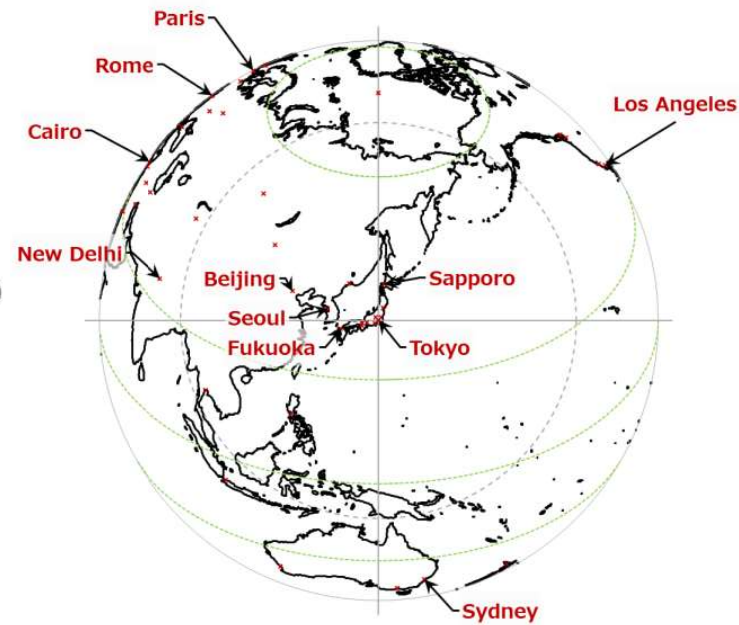 Paris
Rome
Los Angeles
Cairo
New Delhi
Beijing
Sapporo
Seoul
Fukuoka
Tokyo
Sydney